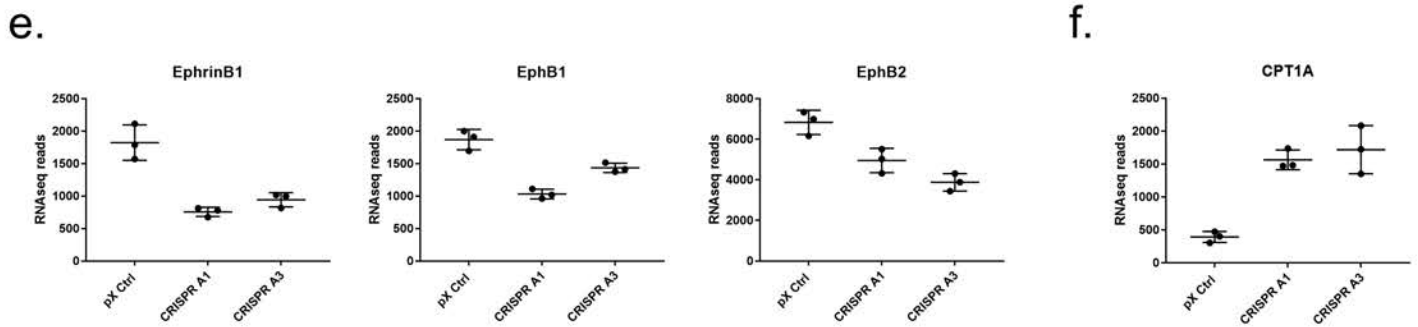 e.
f.
EphrinB1
EphB1
EphB2
CPT1A
RNAseq reads
2500
2000
1500
1000
500
0
pX Ctrl
CRISPR A1
CRISPR A3
RNAseq reads
2500
2000
1500
1000
500
0
pX Ctrl
CRISPR A1
CRISPR A3
RNAseq reads
8000
6000
4000
2000
0
pX Ctrl
CRISPR A1
CRISPR A3
RNAseq reads
2500
2000
1500
1000
500
0
pX Ctrl
CRISPR A1
CRISPR A3